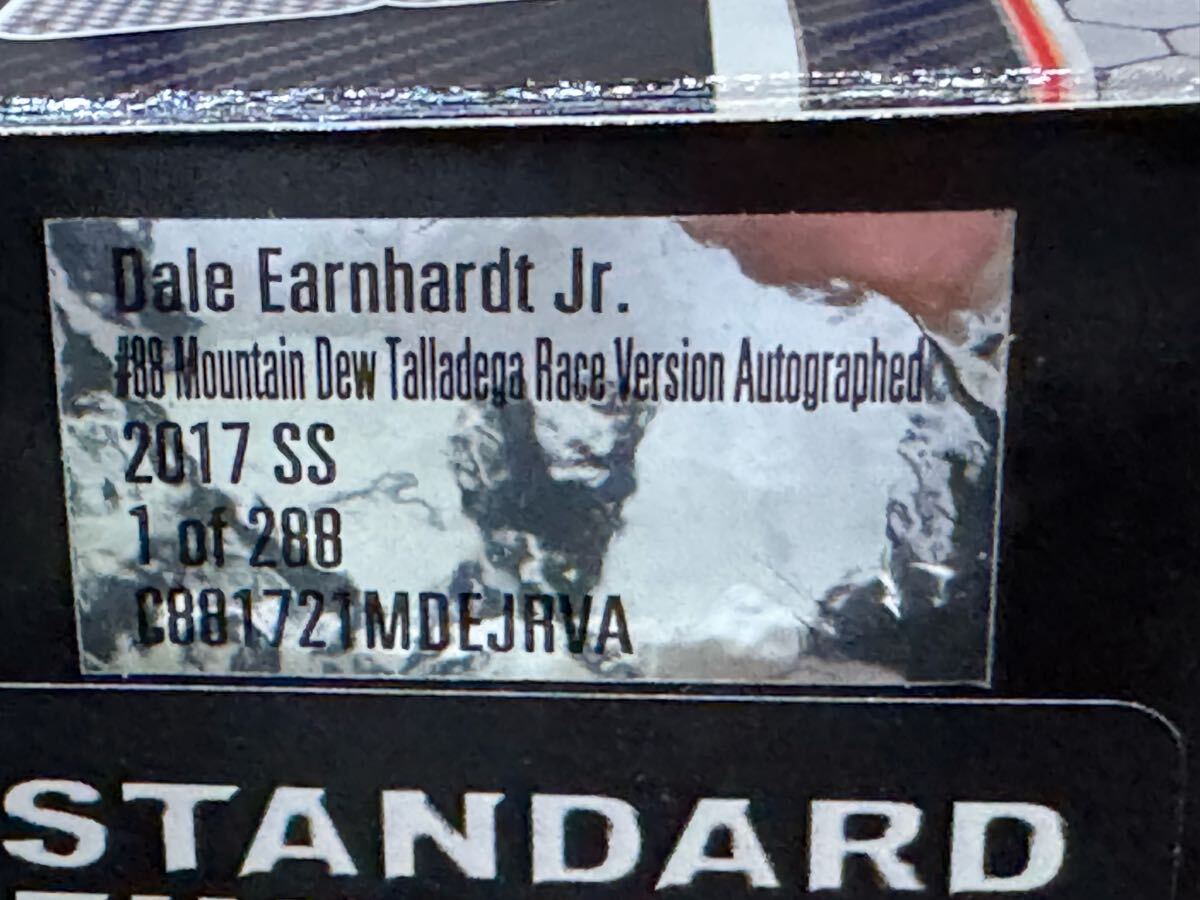 Dale Earnhardt Jr.
#88 Mountain Dew Talladega Race Version Autographed
2017 SS
1 of 288
C881721MDEJRVA
STANDARD